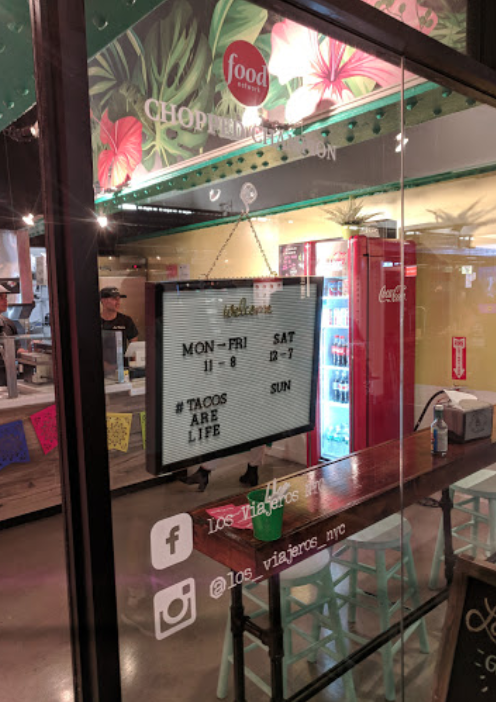 food
network
CHOPPED CHAMPION
welcome
MON - FRI
11 - 8
SAT
12 - 7
SUN
#TACOS
ARE
LIFE
Coca-Cola
Los Viajeros NY
@los_viajeros_nyc